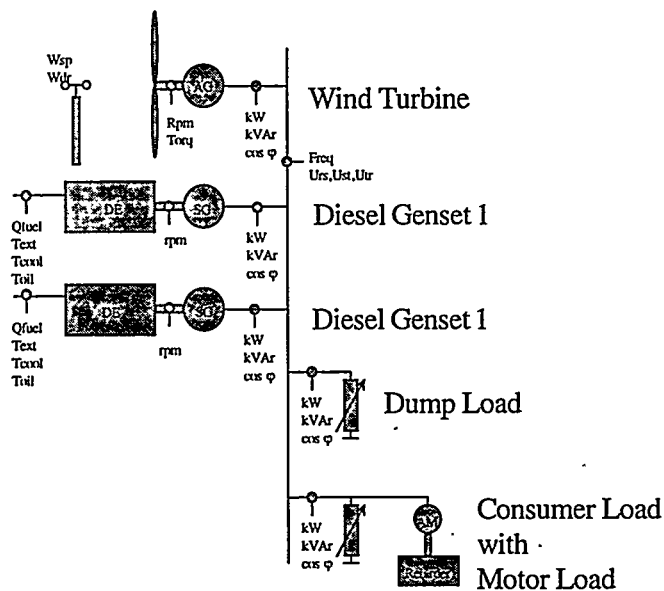 Wsp
Wdr
AG
Rpm
Torq
kW
kVAr
cos φ
Wind Turbine
Freq
Urs,Ust,Utr
DE
SG
Qfuel
Text
Tcool
Toil
rpm
kW
kVAr
cos φ
Diesel Genset 1
DE
SG
Qfuel
Text
Tcool
Toil
rpm
kW
kVAr
cos φ
Diesel Genset 1
kW
kVAr
cos φ
Dump Load
kW
kVAr
cos φ
AM
Retarder
Consumer Load
with
Motor Load